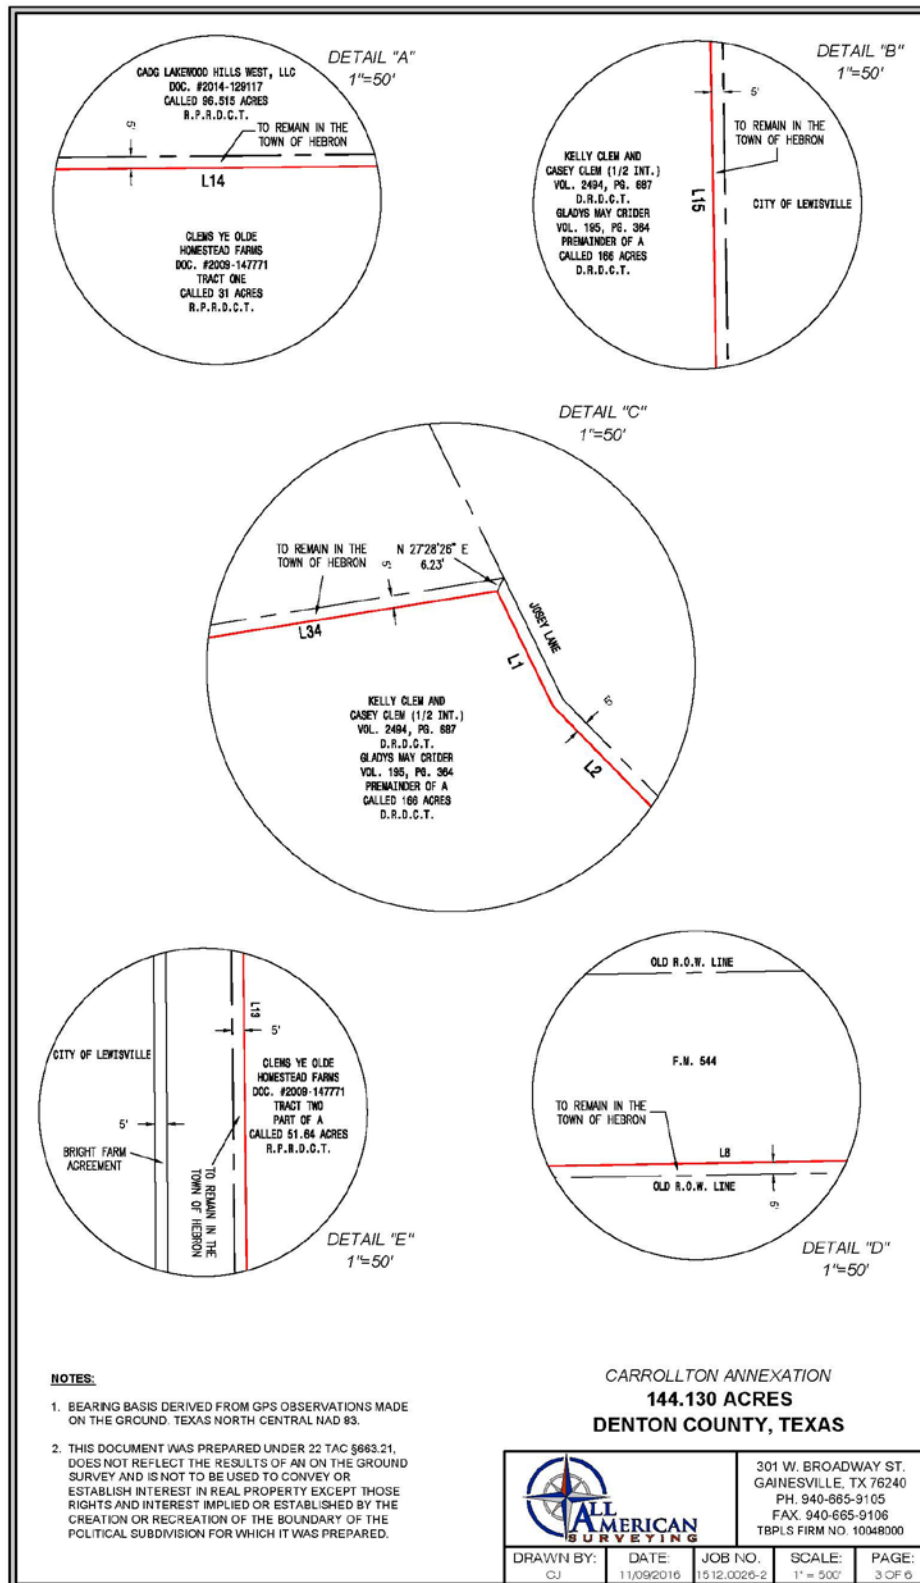 DETAIL "A"
1"=50'
CADG LAKEWOOD HILLS WEST, LLC
DOC. #2014-129117
CALLED 96.515 ACRES
R.P.R.D.C.T.
5'
TO REMAIN IN THE
TOWN OF HEBRON
L14
CLEMS YE OLDE
HOMESTEAD FARMS
DOC. #2009-147771
TRACT ONE
CALLED 31 ACRES
R.P.R.D.C.T.
DETAIL "B"
1"=50'
5'
TO REMAIN IN THE
TOWN OF HEBRON
KELLY CLEM AND
CASEY CLEM (1/2 INT.)
VOL. 2494, PG. 687
D.R.D.C.T.
GLADYS MAY CRIDER
VOL. 195, PG. 364
PREMAINDER OF A
CALLED 166 ACRES
D.R.D.C.T.
L15
CITY OF LEWISVILLE
DETAIL "C"
1"=50'
TO REMAIN IN THE
TOWN OF HEBRON
5'
N 27°28'26" E
6.23'
L34
JOSEY LANE
L1
5'
L2
KELLY CLEM AND
CASEY CLEM (1/2 INT.)
VOL. 2494, PG. 687
D.R.D.C.T.
GLADYS MAY CRIDER
VOL. 195, PG. 364
PREMAINDER OF A
CALLED 166 ACRES
D.R.D.C.T.
L13
5'
CITY OF LEWISVILLE
5'
BRIGHT FARM
AGREEMENT
CLEMS YE OLDE
HOMESTEAD FARMS
DOC. #2009-147771
TRACT TWO
PART OF A
CALLED 51.64 ACRES
R.P.R.D.C.T.
TO REMAIN IN THE
TOWN OF HEBRON
DETAIL "E"
1"=50'
OLD R.O.W. LINE
F.M. 544
TO REMAIN IN THE
TOWN OF HEBRON
L8
OLD R.O.W. LINE
5'
DETAIL "D"
1"=50'
NOTES:
1. BEARING BASIS DERIVED FROM GPS OBSERVATIONS MADE
ON THE GROUND. TEXAS NORTH CENTRAL NAD 83.
2. THIS DOCUMENT WAS PREPARED UNDER 22 TAC §663.21,
DOES NOT REFLECT THE RESULTS OF AN ON THE GROUND
SURVEY AND IS NOT TO BE USED TO CONVEY OR
ESTABLISH INTEREST IN REAL PROPERTY EXCEPT THOSE
RIGHTS AND INTEREST IMPLIED OR ESTABLISHED BY THE
CREATION OR RECREATION OF THE BOUNDARY OF THE
POLITICAL SUBDIVISION FOR WHICH IT WAS PREPARED.
CARROLLTON ANNEXATION
144.130 ACRES
DENTON COUNTY, TEXAS
ALL
AMERICAN
SURVEYING
301 W. BROADWAY ST.
GAINESVILLE, TX 76240
PH. 940-665-9105
FAX. 940-665-9106
TBPLS FIRM NO. 10048000
DRAWN BY: DATE: JOB NO. SCALE: PAGE:
CJ 11/09/2016 1512.0026-2 1" = 500' 3 OF 6